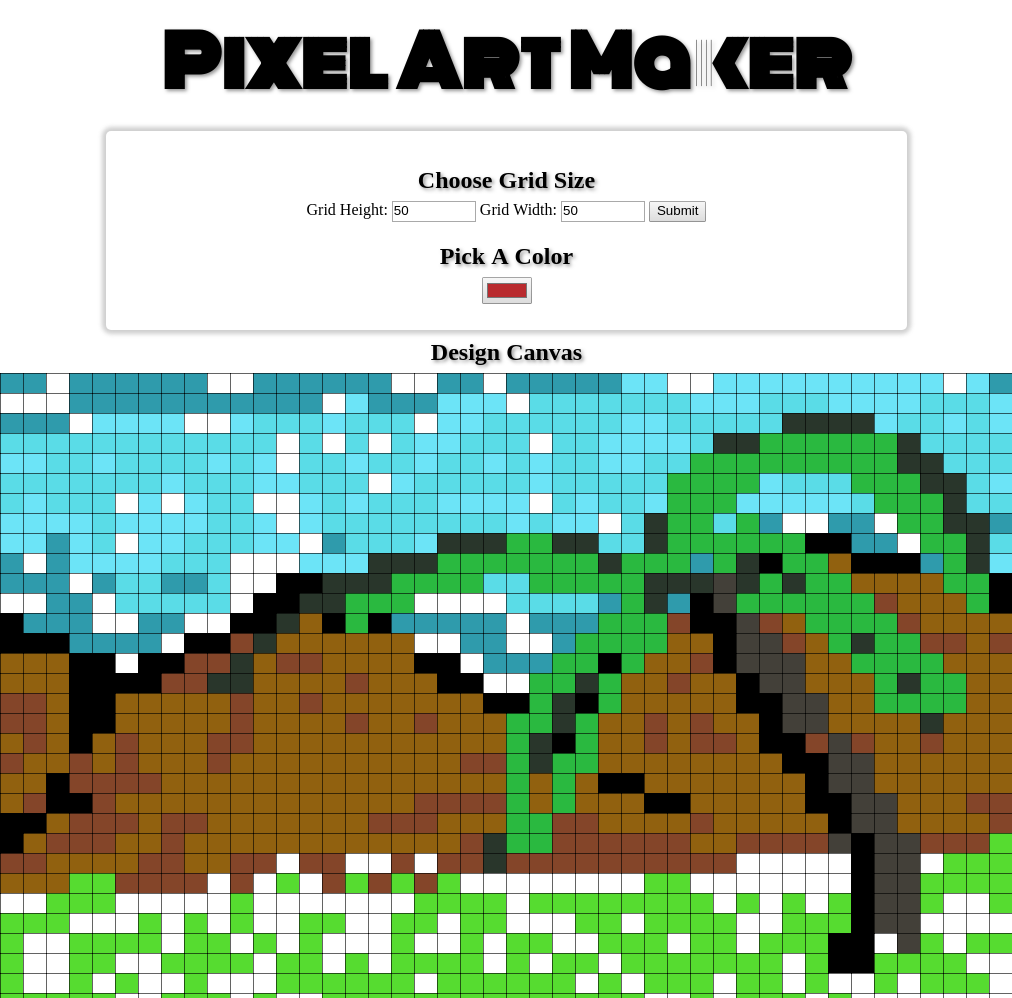 Pixel Art Maker
Choose Grid Size
Grid Height: 50 Grid Width: 50 Submit
Pick A Color
Design Canvas